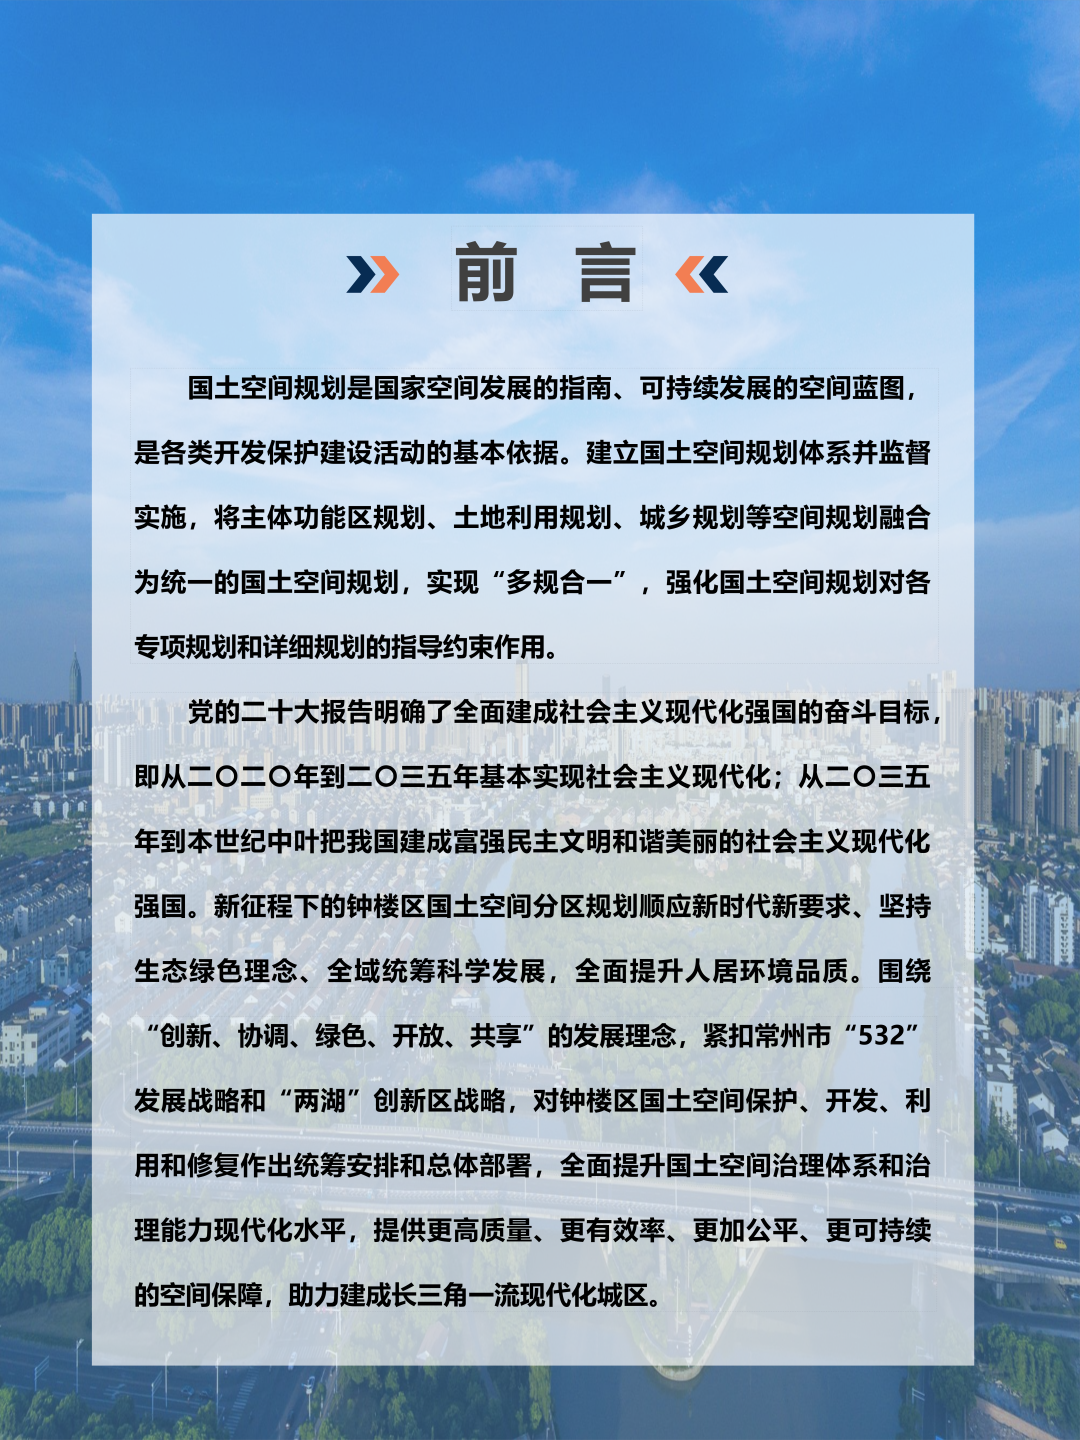 前 言
国土空间规划是国家空间发展的指南、可持续发展的空间蓝图，
是各类开发保护建设活动的基本依据。建立国土空间规划体系并监督
实施，将主体功能区规划、土地利用规划、城乡规划等空间规划融合
为统一的国土空间规划，实现“多规合一”，强化国土空间规划对各
专项规划和详细规划的指导约束作用。
党的二十大报告明确了全面建成社会主义现代化强国的奋斗目标，
即从二〇二〇年到二〇三五年基本实现社会主义现代化；从二〇三五
年到本世纪中叶把我国建成富强民主文明和谐美丽的社会主义现代化
强国。新征程下的钟楼区国土空间分区规划顺应新时代新要求、坚持
生态绿色理念、全域统筹科学发展，全面提升人居环境品质。围绕
“创新、协调、绿色、开放、共享”的发展理念，紧扣常州市“532”
发展战略和“两湖”创新区战略，对钟楼区国土空间保护、开发、利
用和修复作出统筹安排和总体部署，全面提升国土空间治理体系和治
理能力现代化水平，提供更高质量、更有效率、更加公平、更可持续
的空间保障，助力建成长三角一流现代化城区。